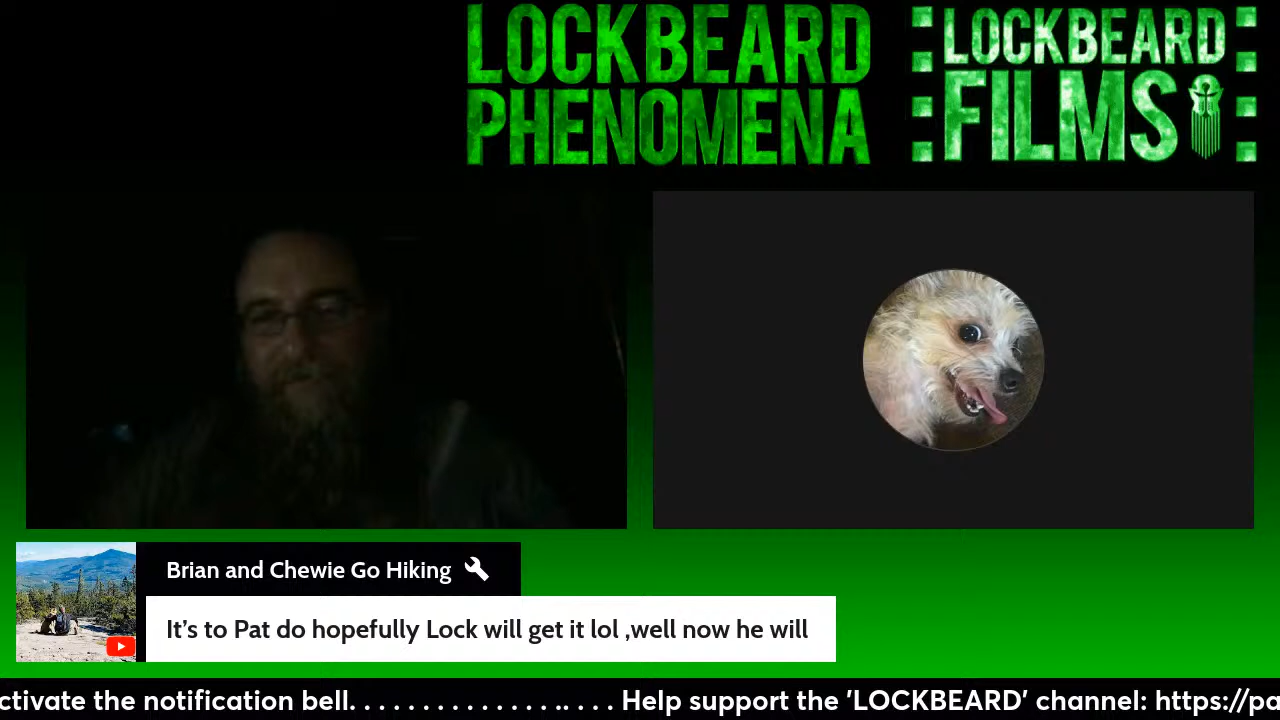 LOCKBEARD
PHENOMENA
LOCKBEARD
FILMS
Brian and Chewie Go Hiking
It’s to Pat do hopefully Lock will get it lol ,well now he will
ctivate the notification bell. . . . . . . . . . . . . . . .. . . . . Help support the 'LOCKBEARD' channel: https://pa